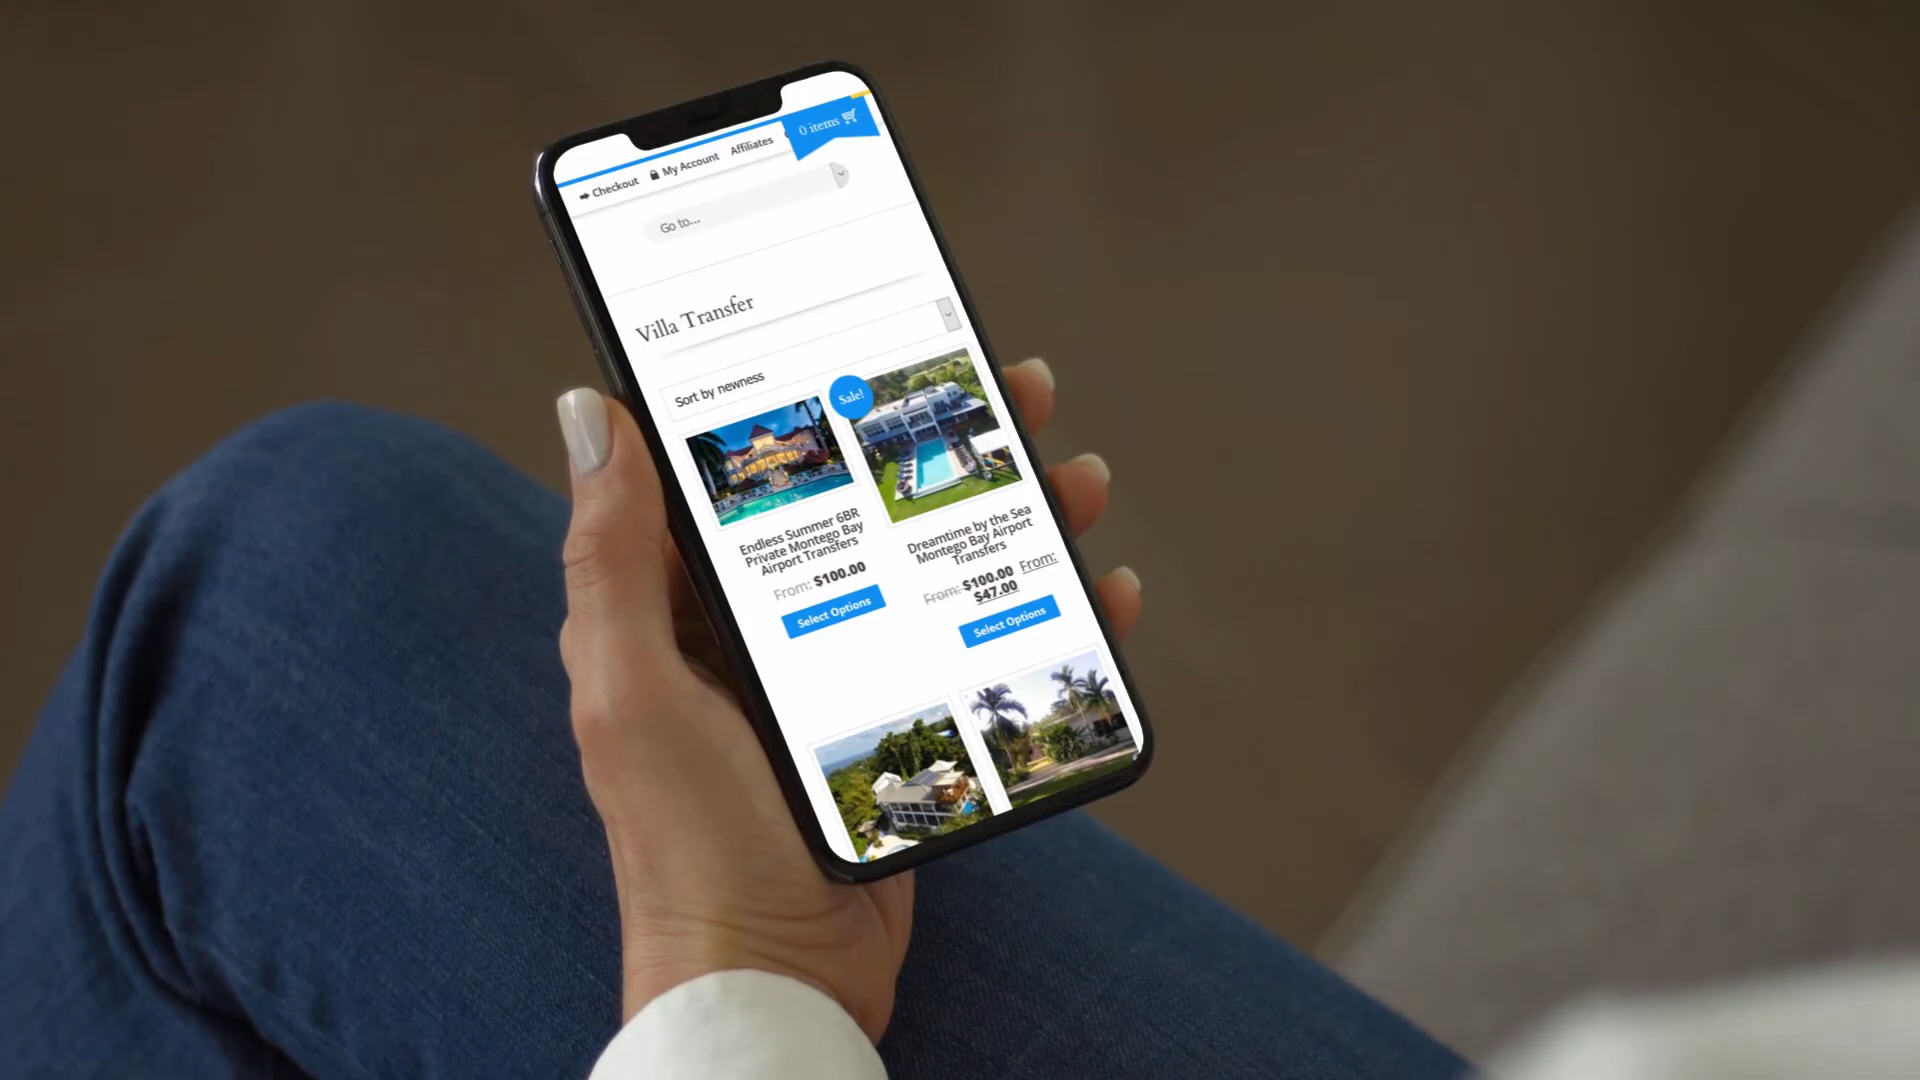 0 items
Checkout My Account Affiliates
Go to...
Villa Transfer
Sort by newness
Sale!
Endless Summer 6BR
Private Montego Bay
Airport Transfers
From: $100.00
Select Options
Dreamtime by the Sea
Montego Bay Airport
Transfers
From: $100.00 From:
$47.00
Select Options